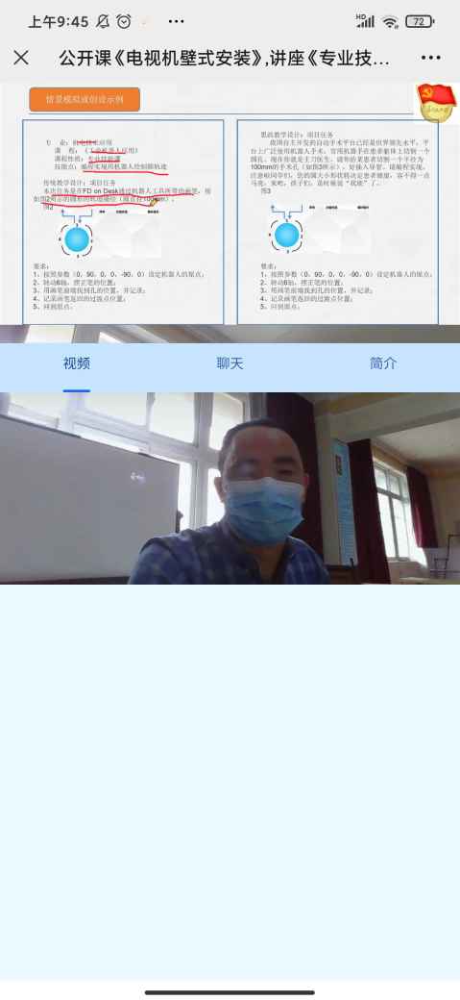 上午9:45
HD
72
公开课《电视机壁式安装》,讲座《专业技...
情景模拟或创设示例
专 业：机电技术应用
课 程：《工业机器人应用》
课程性质：专业技能课
技能点：编程实现用机器人绘制圆轨迹
传统教学设计：项目任务
本次任务是在FD on Desk通过机器人工具所带的画笔，按
如图2所示的圆形的轨迹描绘（圆直径100mm）。
图2
1
2
3
4
要求：
1、按照参数（0，90，0，0，-90，0）设定机器人的原点；
2、转动6轴，摆正笔的位置；
3、用画笔前端找到孔的位置，并记录；
4、记录画笔返回的过渡点位置；
5、回到原点。
思政教学设计：项目任务
我国自主开发的自动手术平台已经是世界领先水平，平
台上广泛使用机器人手术，常用机器手在患者躯体上切割一个
圆孔。现在你就是主刀医生，请你给某患者切割一个半径为
100mm的手术孔（如图3所示），好插入导管，请编程实现，
注意啦同学们，您的圆大小形状将决定患者健康，容不得一点
马虎，来吧，孩子们，是时候说“我能”了。
图3
1
2
3
4
要求：
1、按照参数（0，90，0，0，-90，0）设定机器人的原点；
2、转动6轴，摆正笔的位置；
3、用画笔前端找到孔的位置，并记录；
4、记录画笔返回的过渡点位置；
5、回到原点。
视频
聊天
简介